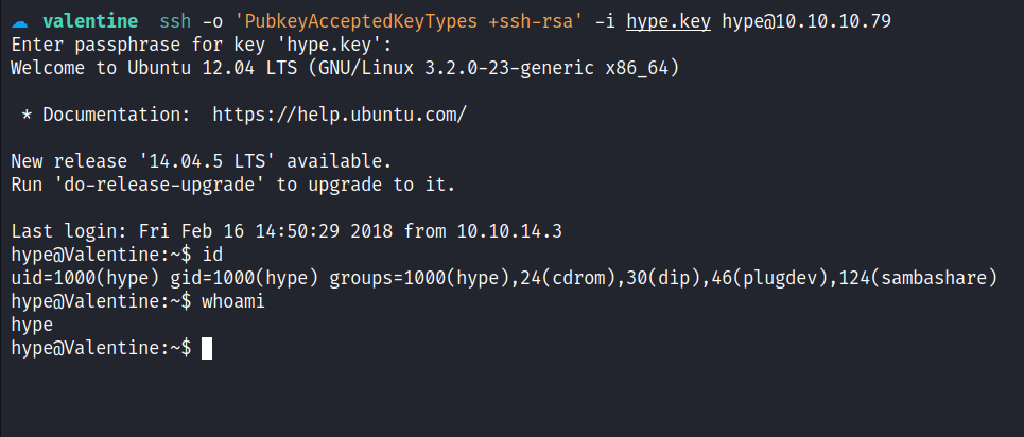 valentine ssh -o 'PubkeyAcceptedKeyTypes +ssh-rsa' -i hype.key hype@10.10.10.79
Enter passphrase for key 'hype.key':
Welcome to Ubuntu 12.04 LTS (GNU/Linux 3.2.0-23-generic x86_64)
* Documentation:  https://help.ubuntu.com/
New release '14.04.5 LTS' available.
Run 'do-release-upgrade' to upgrade to it.
Last login: Fri Feb 16 14:50:29 2018 from 10.10.14.3
hype@Valentine:~$ id
uid=1000(hype) gid=1000(hype) groups=1000(hype),24(cdrom),30(dip),46(plugdev),124(sambashare)
hype@Valentine:~$ whoami
hype
hype@Valentine:~$